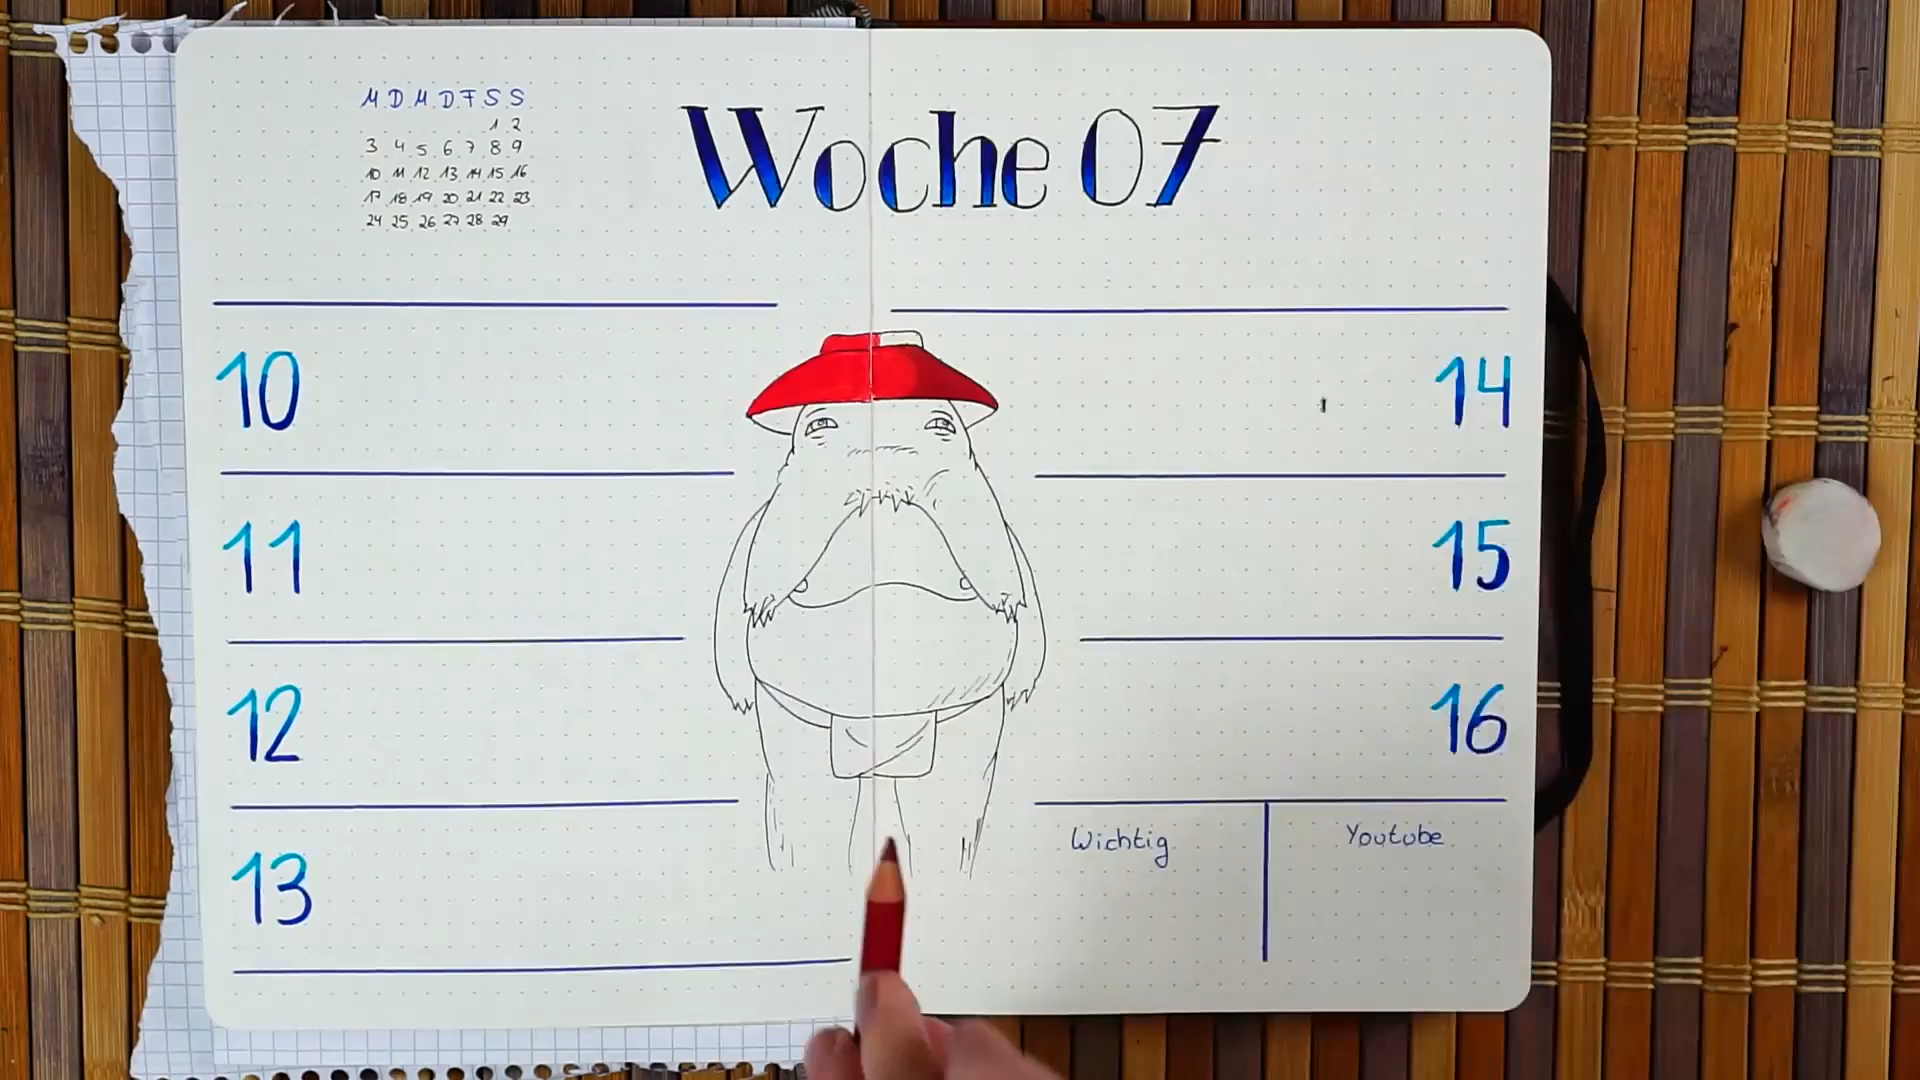 M D M D F S S
1 2
3 4 5 6 7 8 9
10 11 12 13 14 15 16
17 18 19 20 21 22 23
24 25 26 27 28 29
Woche 07
10
11
12
13
14
15
16
Wichtig
Youtube